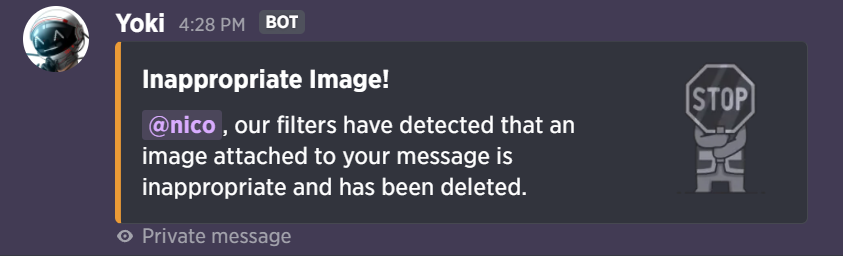 Yoki 4:28 PM BOT
Inappropriate Image!
@nico, our filters have detected that an
image attached to your message is
inappropriate and has been deleted.
STOP
Private message